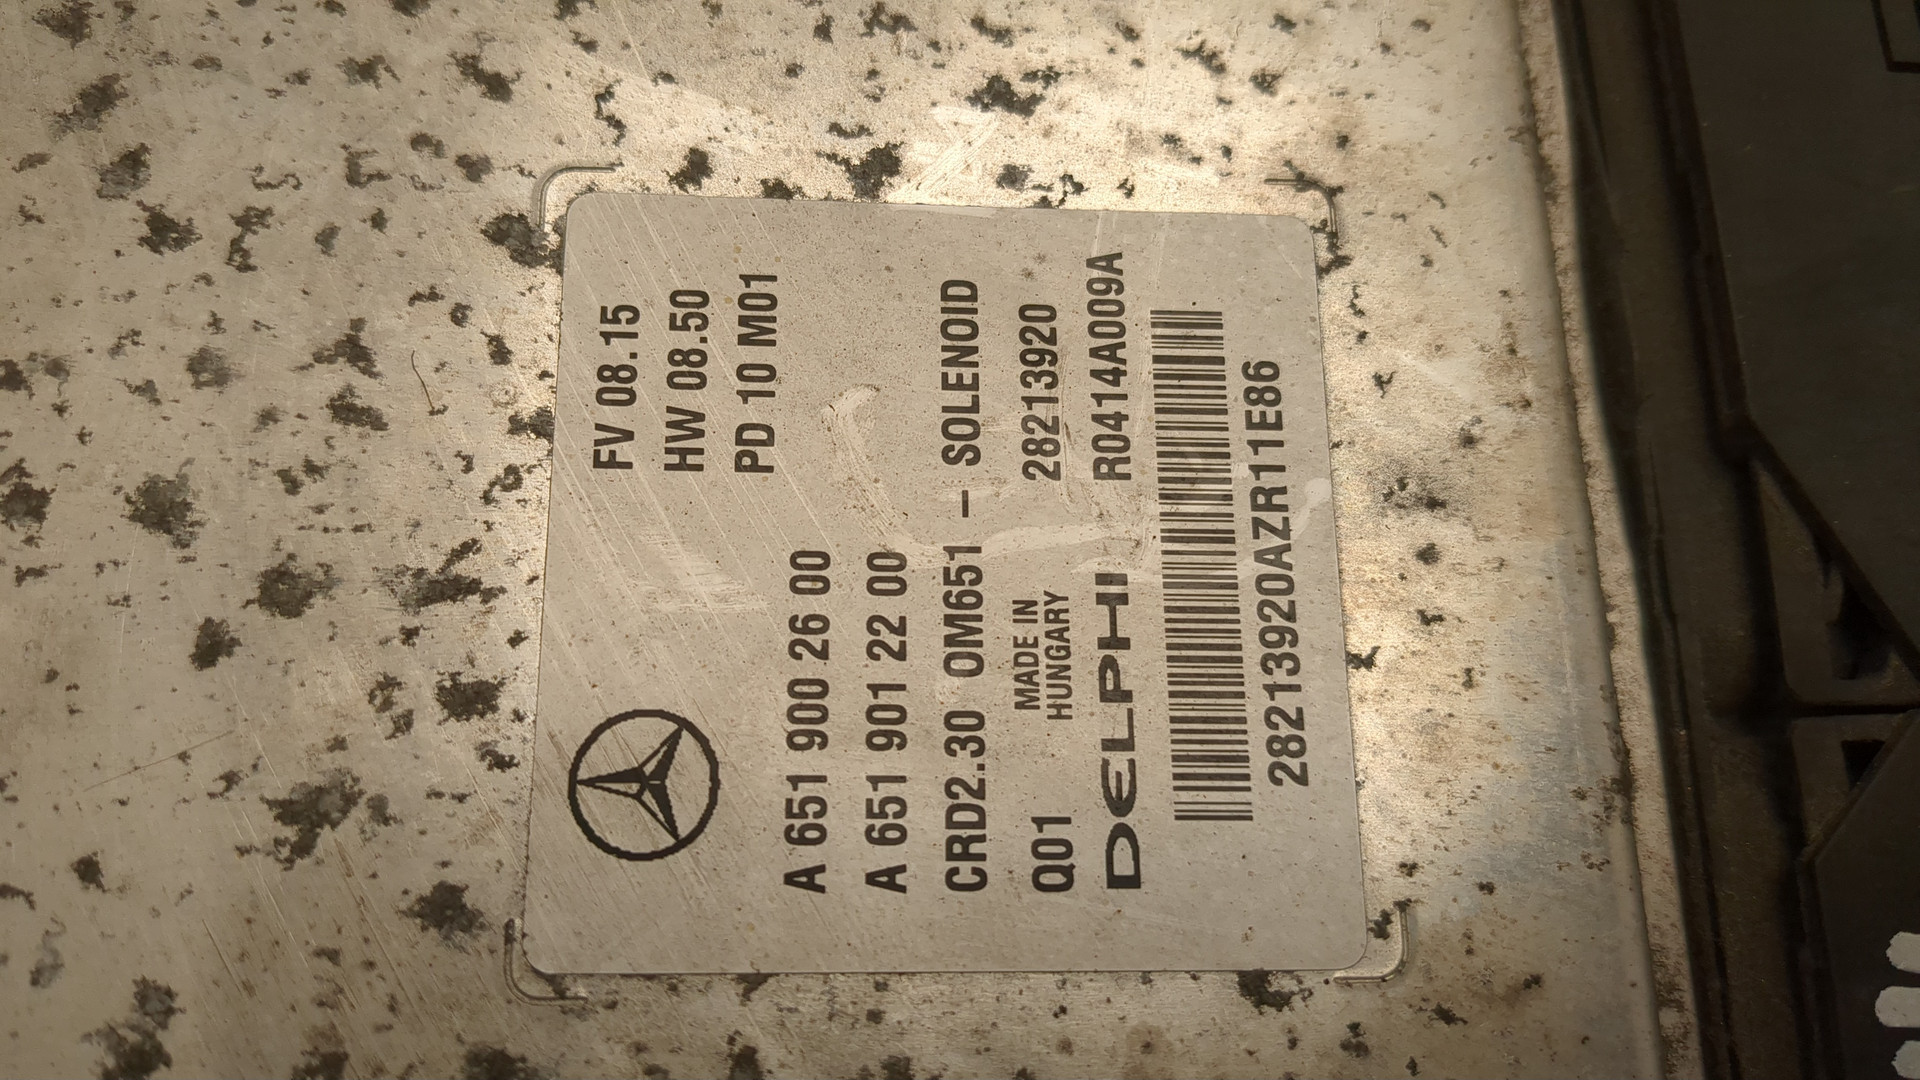 FV 08.15
HW 08.50
PD 10 M01
A 651 900 26 00
A 651 901 22 00
CRD2.30 OM651 – SOLENOID
Q01 MADE IN HUNGARY 28213920
DELPHI R0414A0009A
28213920AZR11E86